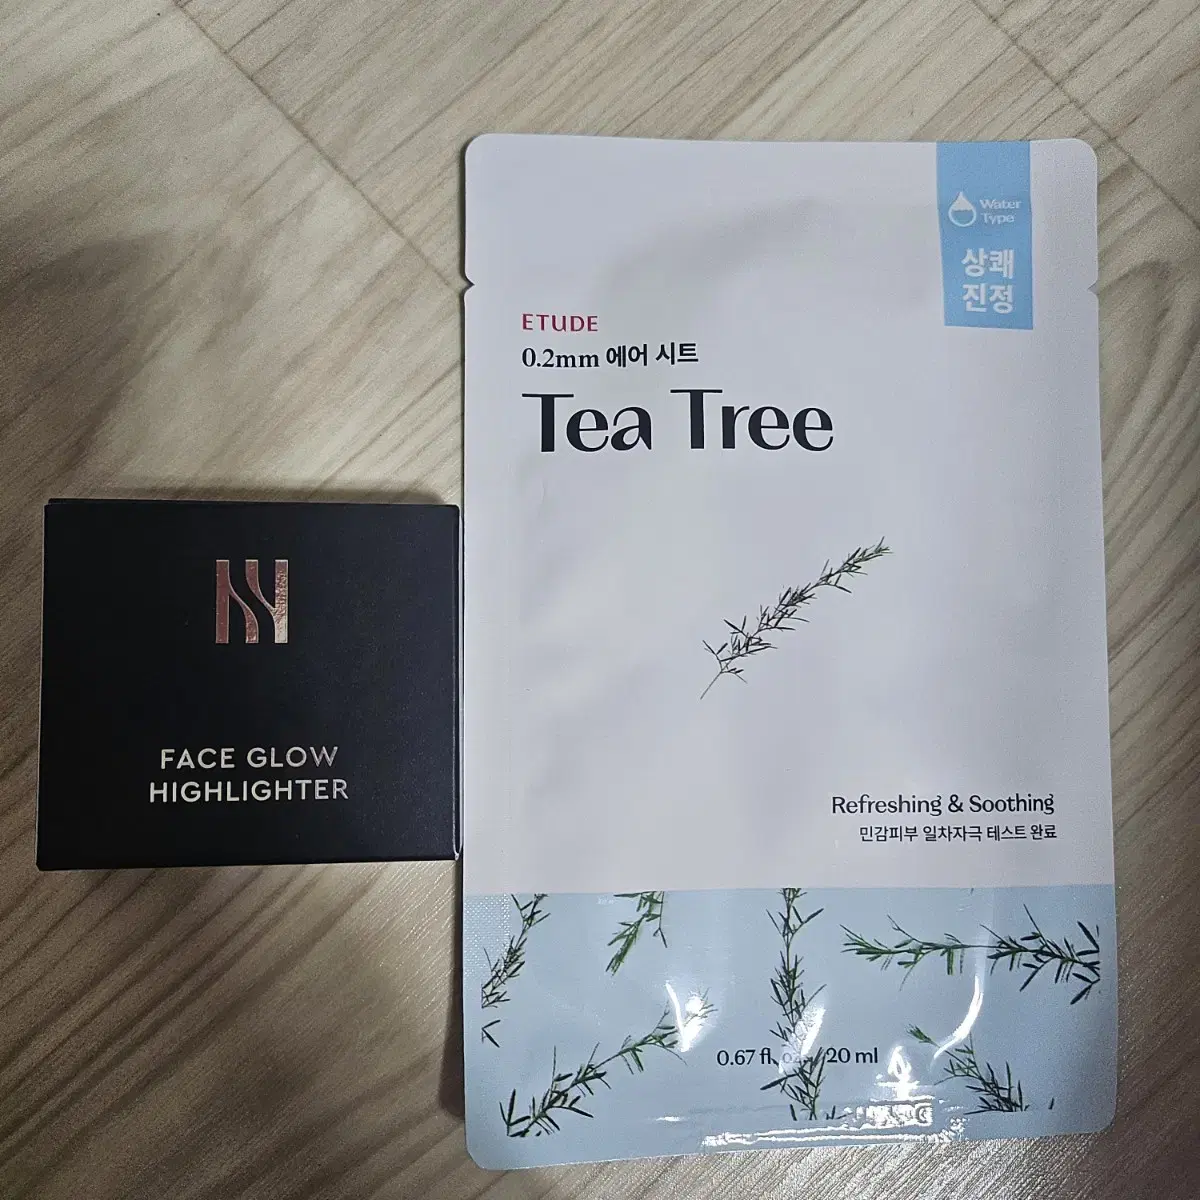 FACE GLOW
HIGHLIGHTER
Water
Type
상쾌
진정
ETUDE
0.2mm 에어 시트
Tea Tree
Refreshing & Soothing
민감피부 일차자극 테스트 완료
0.67 fl. oz. / 20 ml